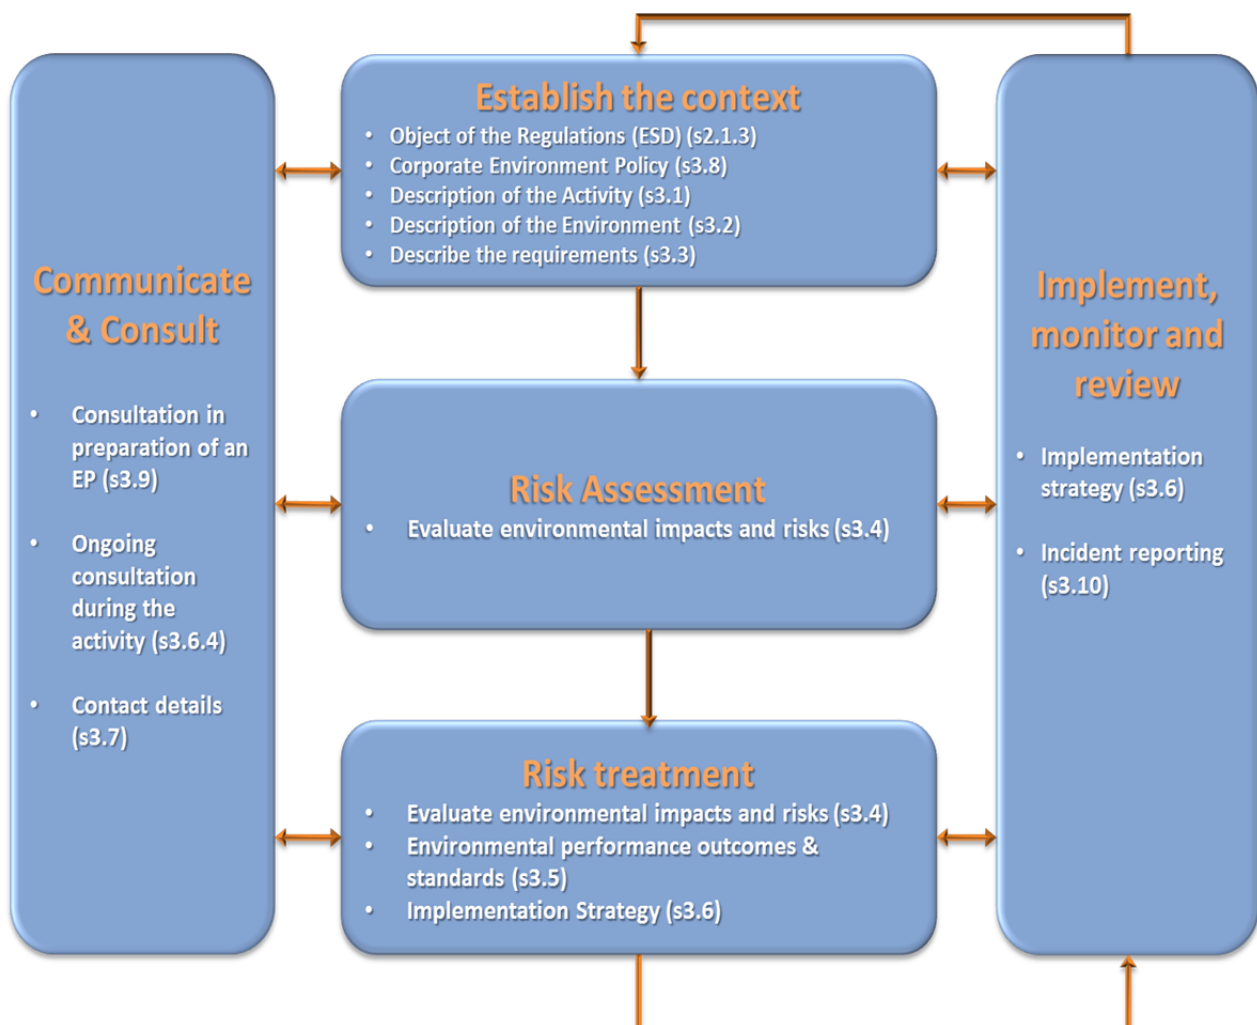 Establish the context
• Object of the Regulations (ESD) (s2.1.3)
• Corporate Environment Policy (s3.8)
• Description of the Activity (s3.1)
• Description of the Environment (s3.2)
• Describe the requirements (s3.3)
Communicate
& Consult
• Consultation in
preparation of an
EP (s3.9)
• Ongoing
consultation
during the
activity (s3.6.4)
• Contact details
(s3.7)
Risk Assessment
• Evaluate environmental impacts and risks (s3.4)
Risk treatment
• Evaluate environmental impacts and risks (s3.4)
• Environmental performance outcomes &
standards (s3.5)
• Implementation Strategy (s3.6)
Implement,
monitor and
review
• Implementation
strategy (s3.6)
• Incident reporting
(s3.10)